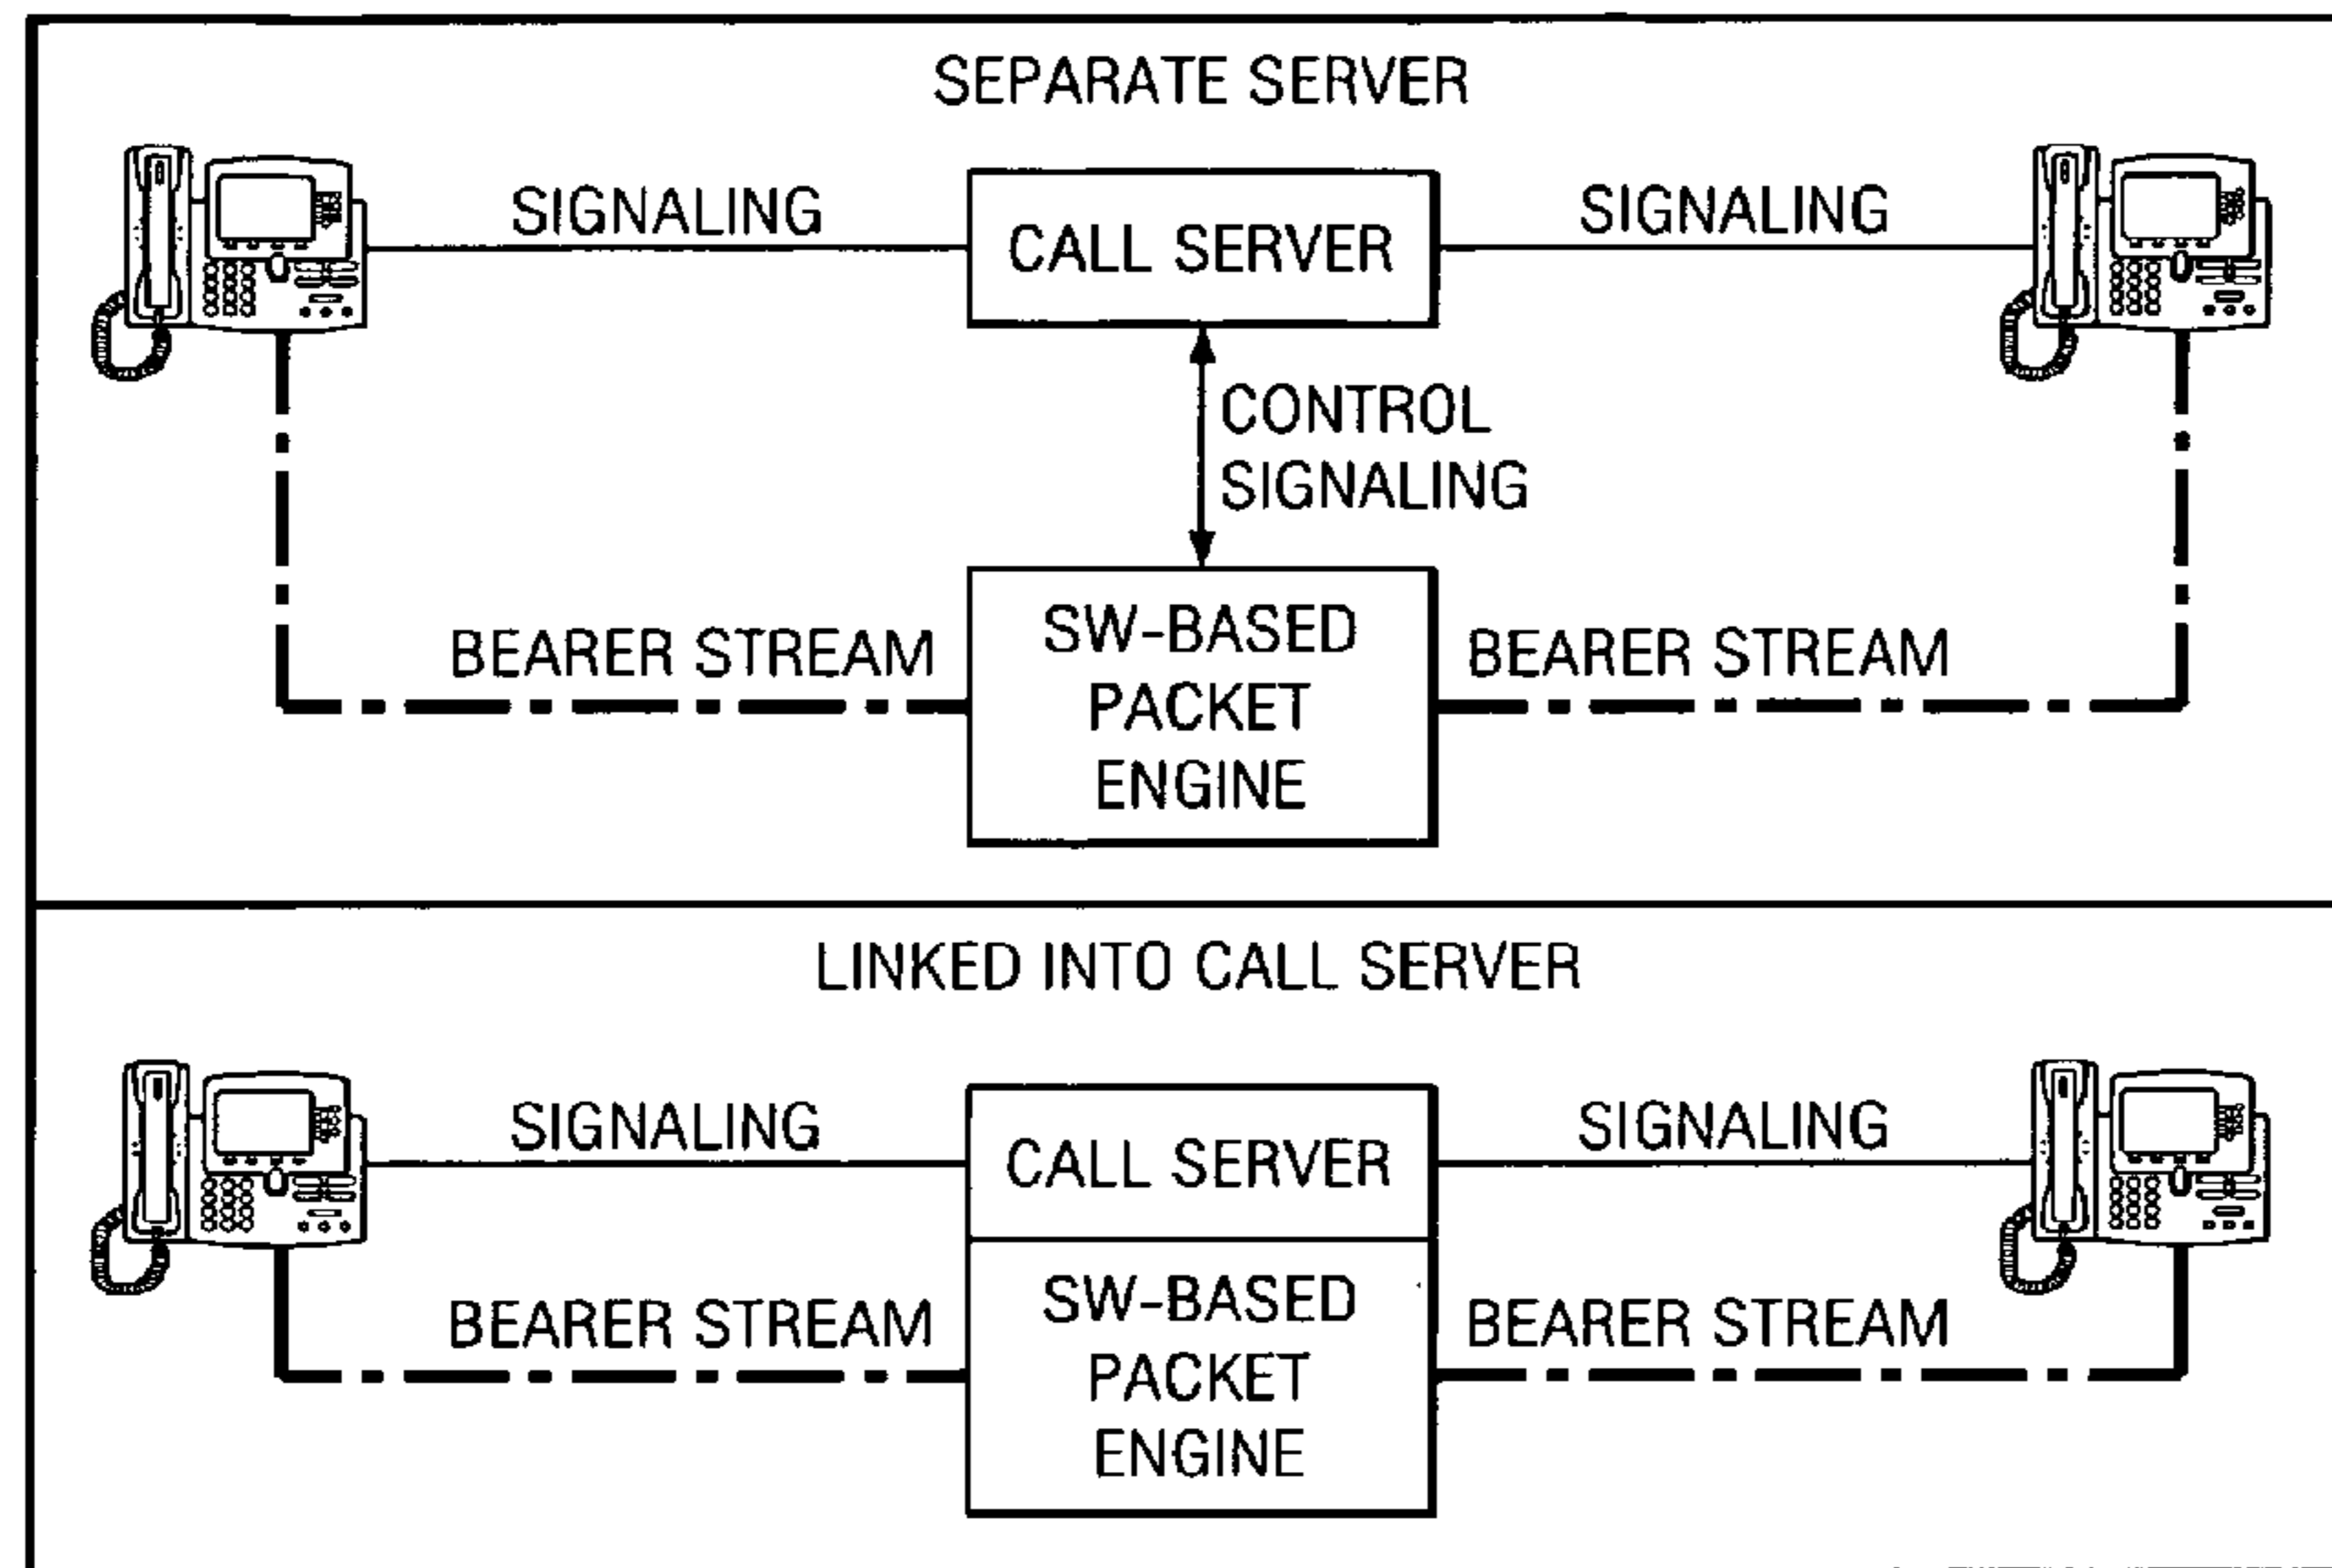 SEPARATE SERVER
SIGNALING
CALL SERVER
SIGNALING
CONTROL
SIGNALING
BEARER STREAM
SW-BASED
PACKET
ENGINE
BEARER STREAM
LINKED INTO CALL SERVER
SIGNALING
CALL SERVER
SIGNALING
BEARER STREAM
SW-BASED
PACKET
ENGINE
BEARER STREAM